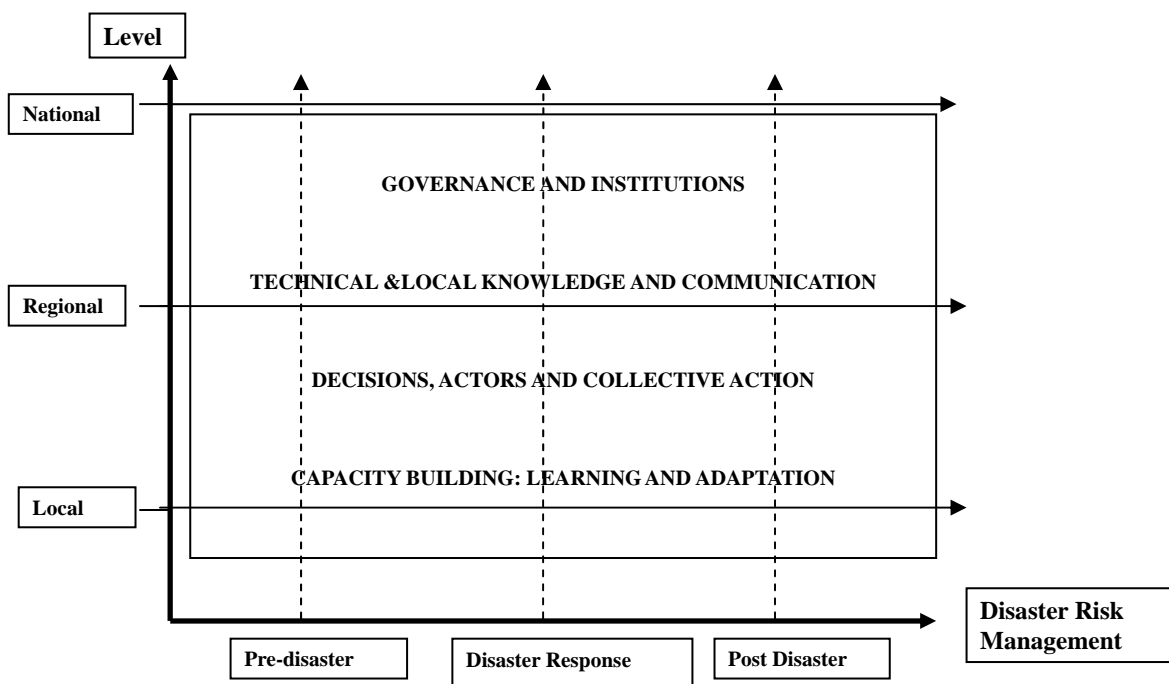 Level
National
GOVERNANCE AND INSTITUTIONS
TECHNICAL &LOCAL KNOWLEDGE AND COMMUNICATION
Regional
DECISIONS, ACTORS AND COLLECTIVE ACTION
CAPACITY BUILDING: LEARNING AND ADAPTATION
Local
Disaster Risk
Management
Pre-disaster
Disaster Response
Post Disaster